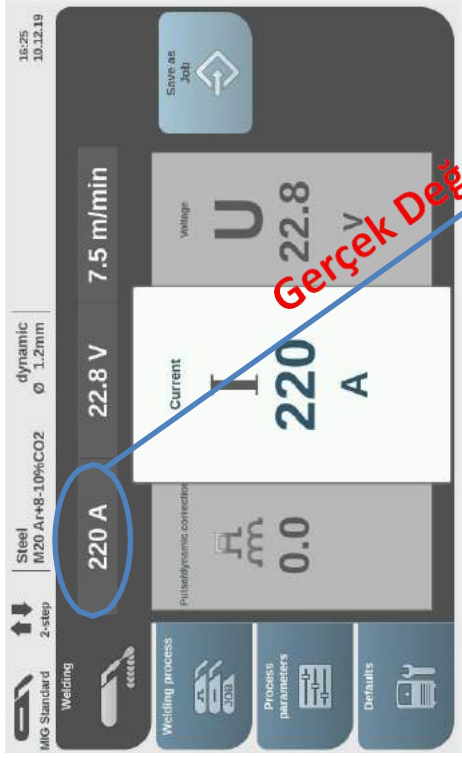 MIG Standard
2-step
Steel
M20 Ar+8-10%CO2
dynamic
Ø 1.2mm
16:25
10.12.19
Welding
220 A
22.8 V
7.5 m/min
Welding process
JOB
Process
parameters
Defaults
Pulse/dynamic correction
0.0
Current
I
220
A
Voltage
U
22.8
V
Save as
Job
Gerçek